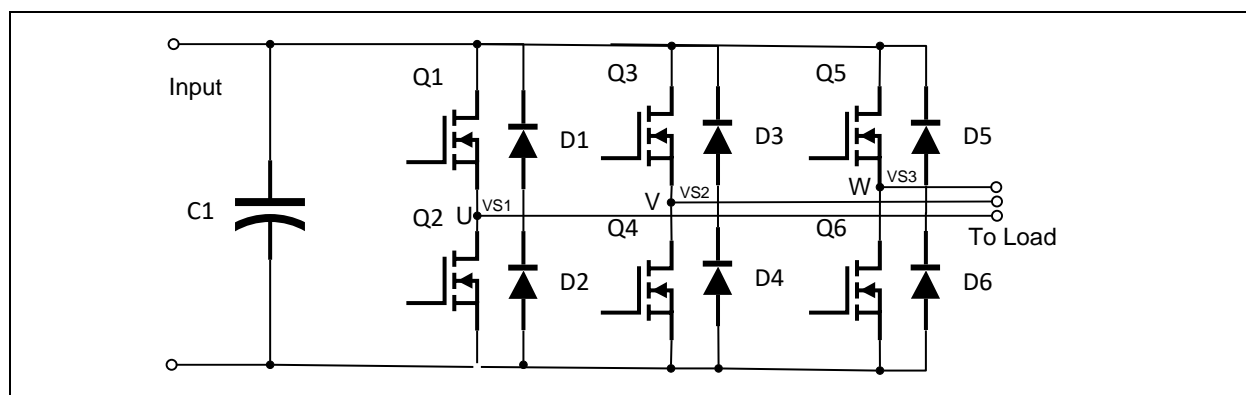 Input
C1
Q1
D1
Q2
U
VS1
D2
Q3
D3
V
VS2
Q4
D4
Q5
D5
W
VS3
Q6
D6
To Load